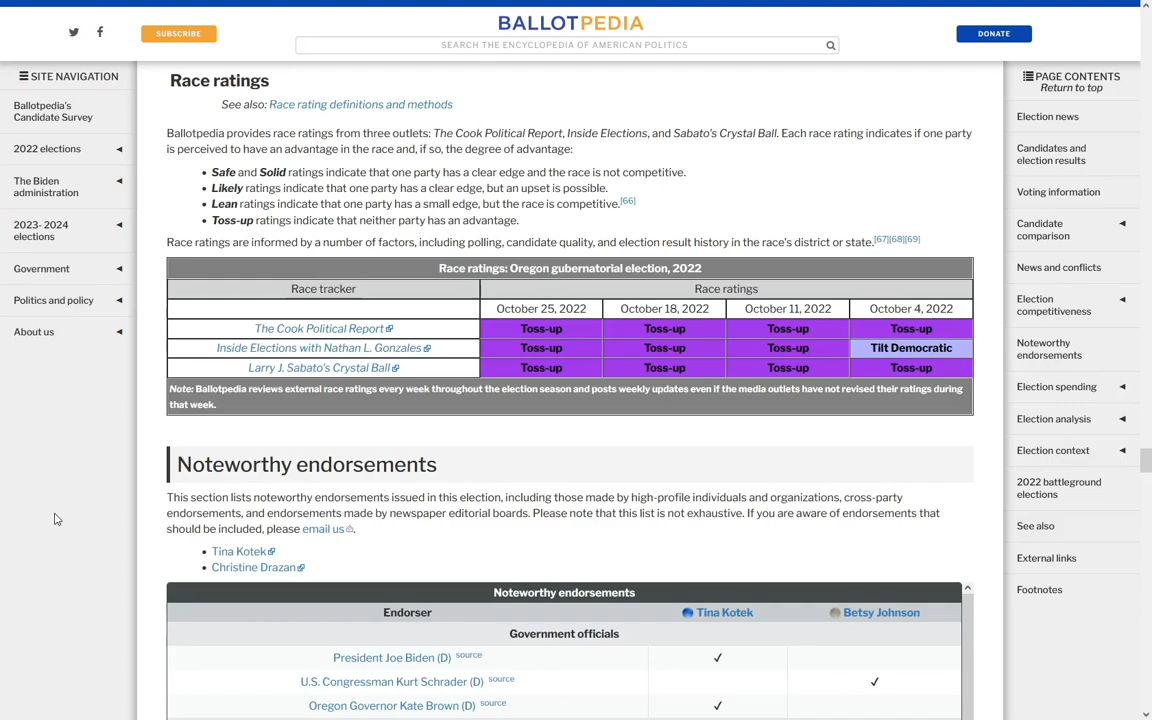 BALLOTPEDIA
SUBSCRIBE
SEARCH THE ENCYCLOPEDIA OF AMERICAN POLITICS
DONATE
SITE NAVIGATION
Ballotpedia's
Candidate Survey
2022 elections
The Biden
administration
2023- 2024
elections
Government
Politics and policy
About us
Race ratings
See also: Race rating definitions and methods
Ballotpedia provides race ratings from three outlets: The Cook Political Report, Inside Elections, and Sabato's Crystal Ball. Each race rating indicates if one party
is perceived to have an advantage in the race and, if so, the degree of advantage:
• Safe and Solid ratings indicate that one party has a clear edge and the race is not competitive.
• Likely ratings indicate that one party has a clear edge, but an upset is possible.
• Lean ratings indicate that one party has a small edge, but the race is competitive.[66]
• Toss-up ratings indicate that neither party has an advantage.
Race ratings are informed by a number of factors, including polling, candidate quality, and election result history in the race's district or state.[67][68][69]
Race ratings: Oregon gubernatorial election, 2022
Race tracker Race ratings
October 25, 2022 October 18, 2022 October 11, 2022 October 4, 2022
The Cook Political Report Toss-up Toss-up Toss-up Toss-up
Inside Elections with Nathan L. Gonzales Toss-up Toss-up Toss-up Tilt Democratic
Larry J. Sabato's Crystal Ball Toss-up Toss-up Toss-up Toss-up
Note: Ballotpedia reviews external race ratings every week throughout the election season and posts weekly updates even if the media outlets have not revised their ratings during
that week.
Noteworthy endorsements
This section lists noteworthy endorsements issued in this election, including those made by high-profile individuals and organizations, cross-party
endorsements, and endorsements made by newspaper editorial boards. Please note that this list is not exhaustive. If you are aware of endorsements that
should be included, please email us.
• Tina Kotek
• Christine Drazan
Noteworthy endorsements
Endorser Tina Kotek Betsy Johnson
Government officials
President Joe Biden (D) source ✓
U.S. Congressman Kurt Schrader (D) source ✓
Oregon Governor Kate Brown (D) source ✓
PAGE CONTENTS
Return to top
Election news
Candidates and
election results
Voting information
Candidate
comparison
News and conflicts
Election
competitiveness
Noteworthy
endorsements
Election spending
Election analysis
Election context
2022 battleground
elections
See also
External links
Footnotes